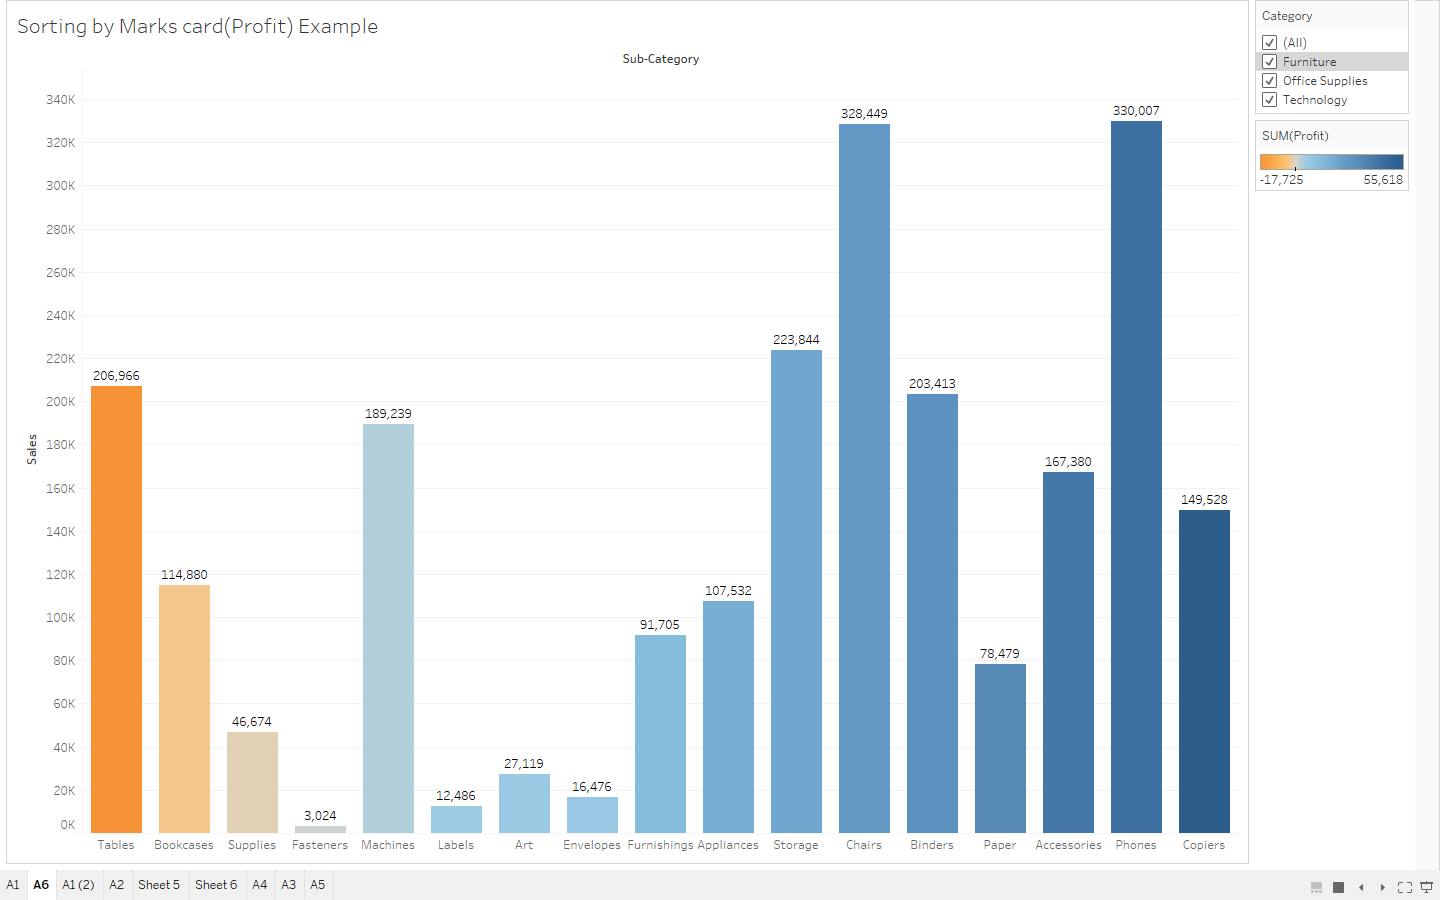 Sorting by Marks card(Profit) Example
Sub-Category
340K
320K
300K
280K
260K
240K
220K
200K
180K
160K
140K
120K
100K
80K
60K
40K
20K
0K
Sales
206,966
114,880
46,674
3,024
189,239
12,486
27,119
16,476
91,705
107,532
223,844
328,449
203,413
78,479
167,380
330,007
149,528
Tables Bookcases Supplies Fasteners Machines Labels Art Envelopes Furnishings Appliances Storage Chairs Binders Paper Accessories Phones Copiers
Category
(All)
Furniture
Office Supplies
Technology
SUM(Profit)
-17,725 55,618
A1 A6 A1 (2) A2 Sheet 5 Sheet 6 A4 A3 A5